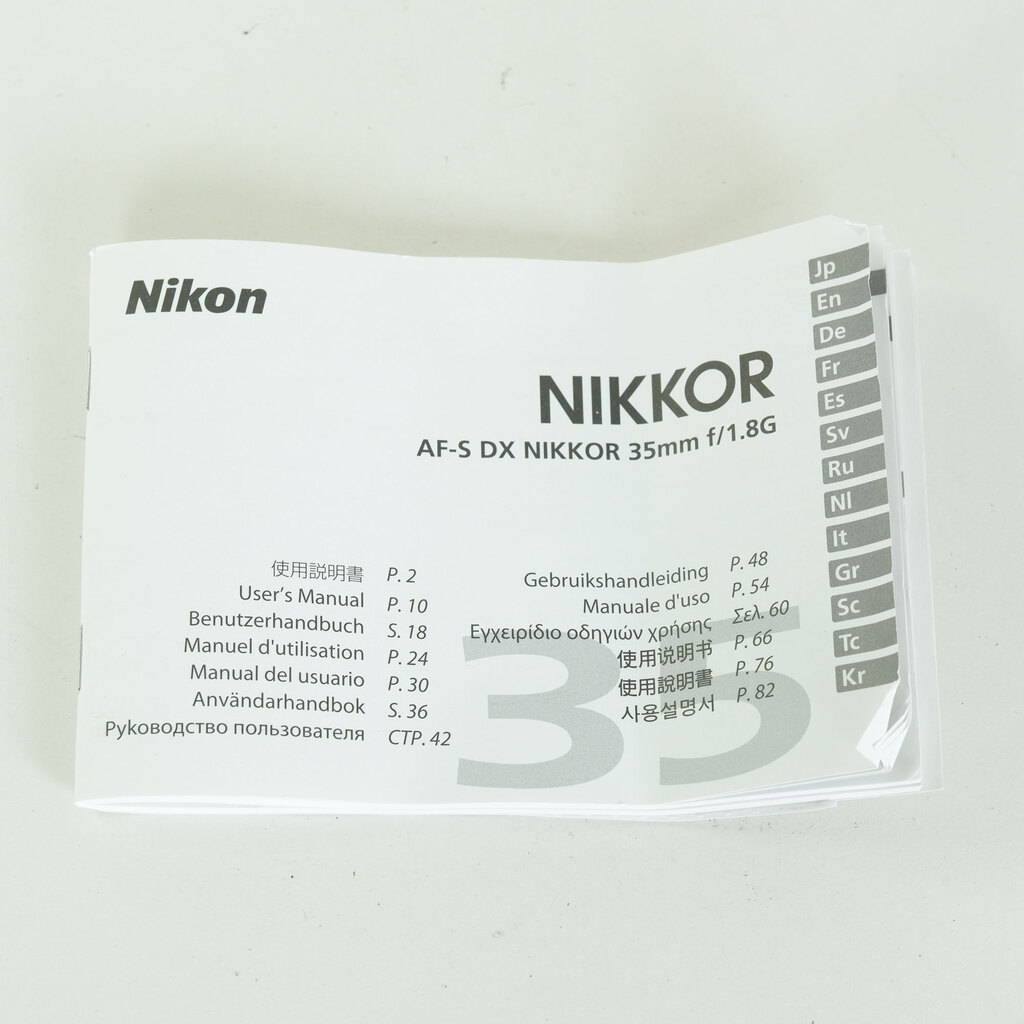 Nikon
NIKKOR
AF-S DX NIKKOR 35mm f/1.8G
使用説明書 P. 2
User's Manual P. 10
Benutzerhandbuch S. 18
Manuel d'utilisation P. 24
Manual del usuario P. 30
Användarhandbok S. 36
Руководство пользователя СТР. 42
Gebruikshandleiding P. 48
Manuale d'uso P. 54
Εγχειρίδιο οδηγιών χρήσης Σελ. 60
使用说明书 P. 66
使用說明書 P. 76
사용설명서 P. 82
35
Jp
En
De
Fr
Es
Sv
Ru
Nl
It
Gr
Sc
Tc
Kr